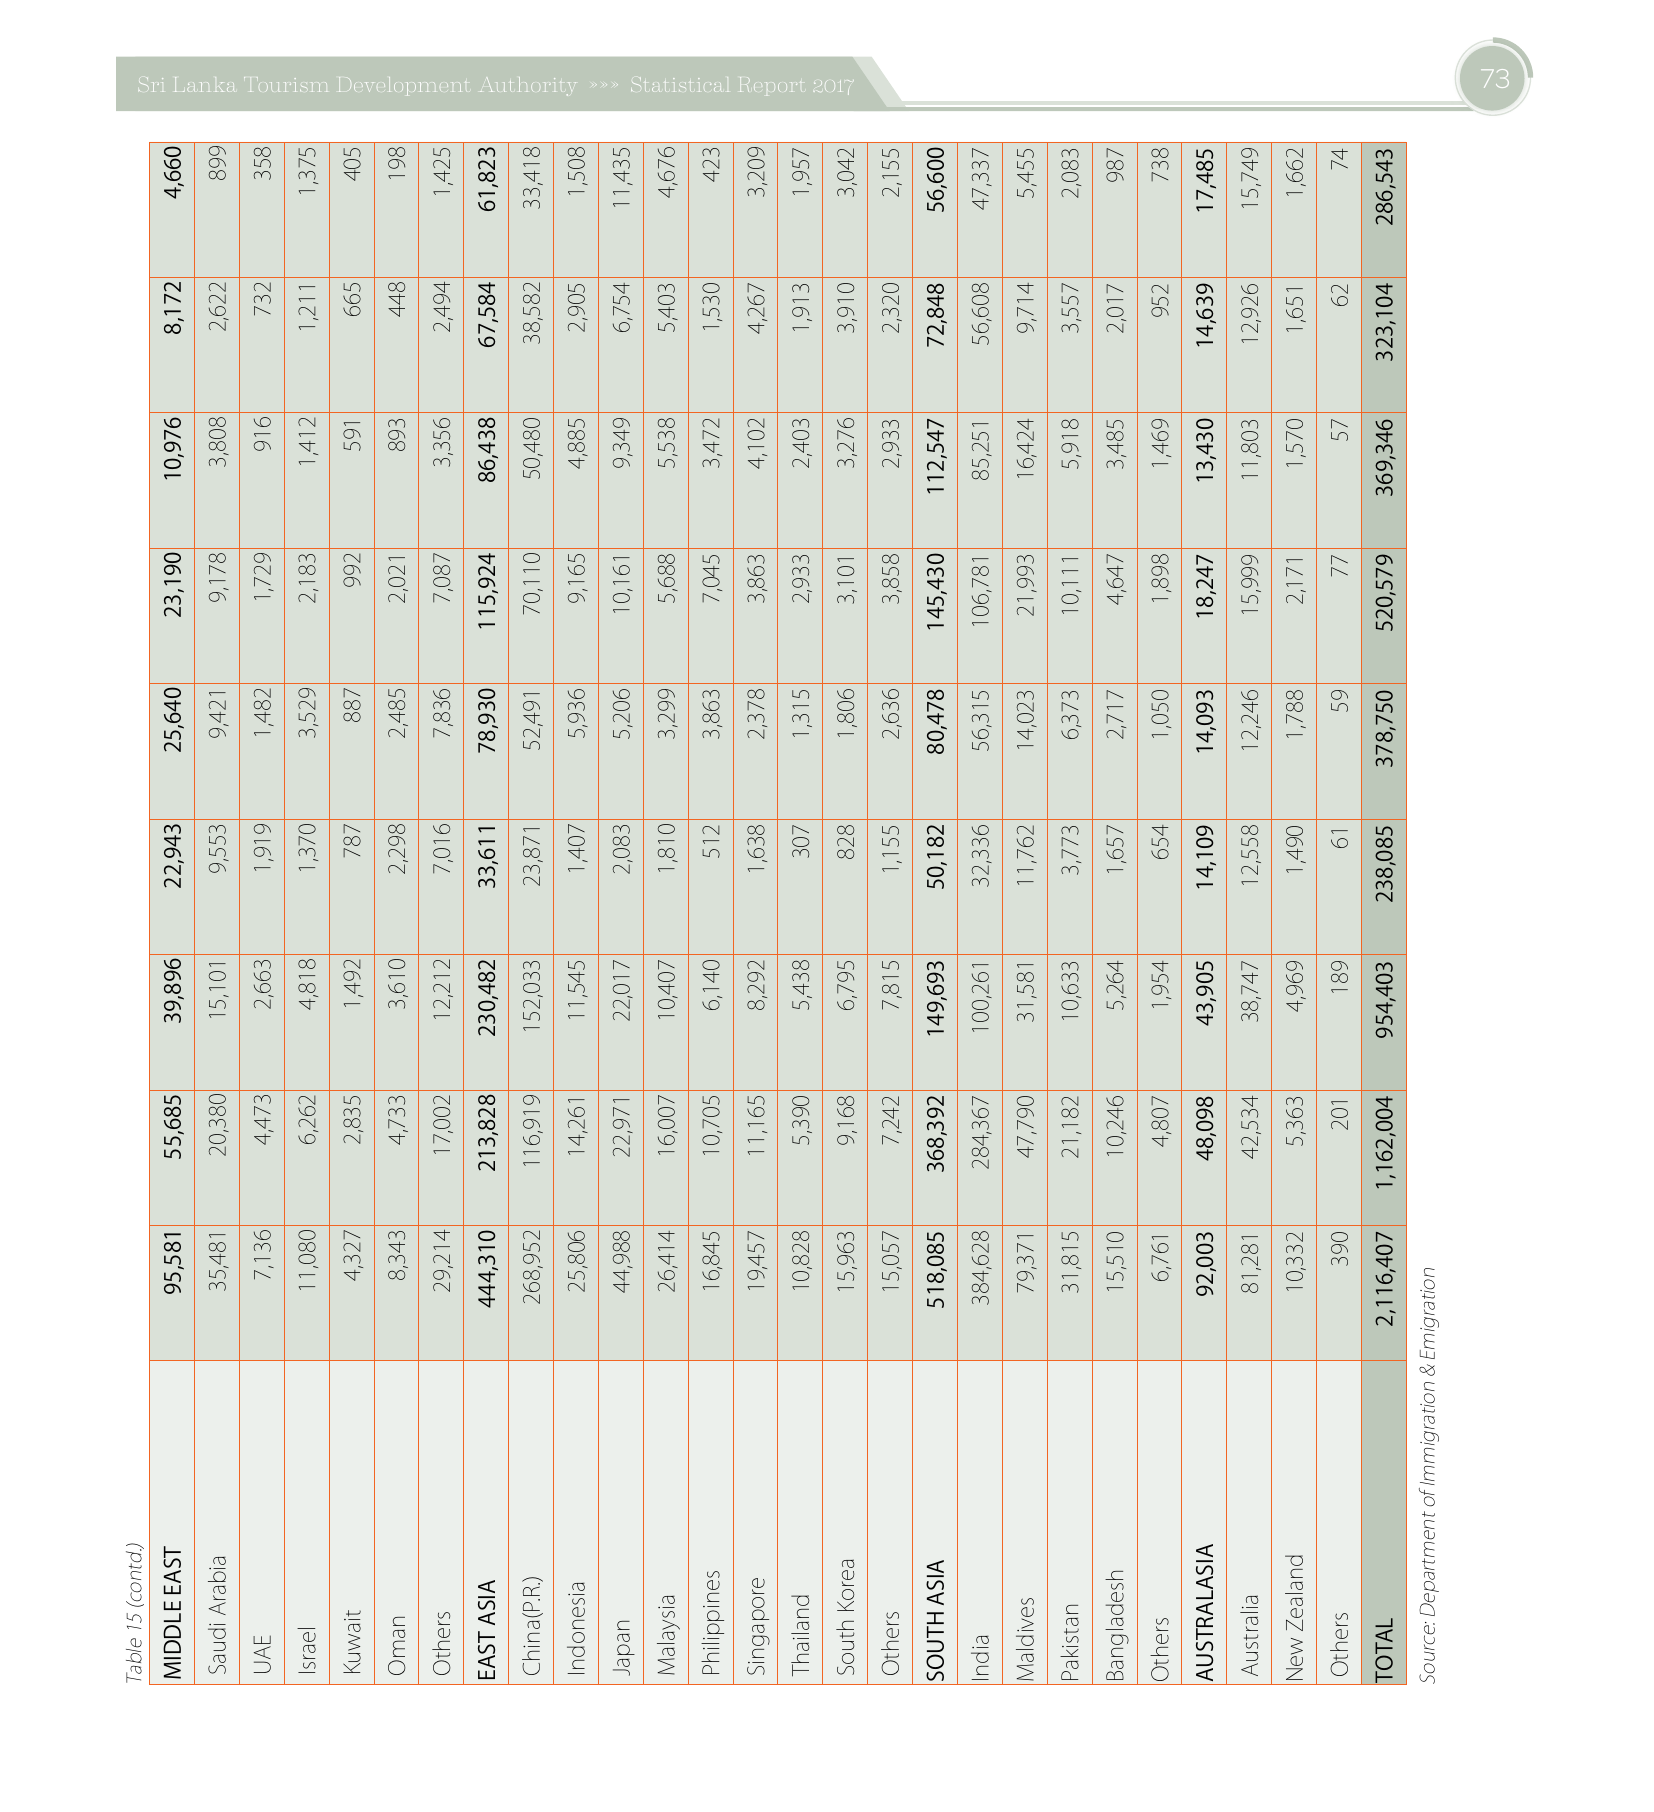 Sri Lanka Tourism Development Authority »»» Statistical Report 2017
73
Table 15 (contd.)
MIDDLE EAST 95,581 55,685 39,896 22,943 25,640 23,190 10,976 8,172 4,660
Saudi Arabia 35,481 20,380 15,101 9,553 9,421 9,178 3,808 2,622 899
UAE 7,136 4,473 2,663 1,919 1,482 1,729 916 732 358
Israel 11,080 6,262 4,818 1,370 3,529 2,183 1,412 1,211 1,375
Kuwait 4,327 2,835 1,492 787 887 992 591 665 405
Oman 8,343 4,733 3,610 2,298 2,485 2,021 893 448 198
Others 29,214 17,002 12,212 7,016 7,836 7,087 3,356 2,494 1,425
EAST ASIA 444,310 213,828 230,482 33,611 78,930 115,924 86,438 67,584 61,823
China(P.R.) 268,952 116,919 152,033 23,871 52,491 70,110 50,480 38,582 33,418
Indonesia 25,806 14,261 11,545 1,407 5,936 9,165 4,885 2,905 1,508
Japan 44,988 22,971 22,017 2,083 5,206 10,161 9,349 6,754 11,435
Malaysia 26,414 16,007 10,407 1,810 3,299 5,688 5,538 5,403 4,676
Philippines 16,845 10,705 6,140 512 3,863 7,045 3,472 1,530 423
Singapore 19,457 11,165 8,292 1,638 2,378 3,863 4,102 4,267 3,209
Thailand 10,828 5,390 5,438 307 1,315 2,933 2,403 1,913 1,957
South Korea 15,963 9,168 6,795 828 1,806 3,101 3,276 3,910 3,042
Others 15,057 7,242 7,815 1,155 2,636 3,858 2,933 2,320 2,155
SOUTH ASIA 518,085 368,392 149,693 50,182 80,478 145,430 112,547 72,848 56,600
India 384,628 284,367 100,261 32,336 56,315 106,781 85,251 56,608 47,337
Maldives 79,371 47,790 31,581 11,762 14,023 21,993 16,424 9,714 5,455
Pakistan 31,815 21,182 10,633 3,773 6,373 10,111 5,918 3,557 2,083
Bangladesh 15,510 10,246 5,264 1,657 2,717 4,647 3,485 2,017 987
Others 6,761 4,807 1,954 654 1,050 1,898 1,469 952 738
AUSTRALASIA 92,003 48,098 43,905 14,109 14,093 18,247 13,430 14,639 17,485
Australia 81,281 42,534 38,747 12,558 12,246 15,999 11,803 12,926 15,749
New Zealand 10,332 5,363 4,969 1,490 1,788 2,171 1,570 1,651 1,662
Others 390 201 189 61 59 77 57 62 74
TOTAL 2,116,407 1,162,004 954,403 238,085 378,750 520,579 369,346 323,104 286,543
Source: Department of Immigration & Emigration